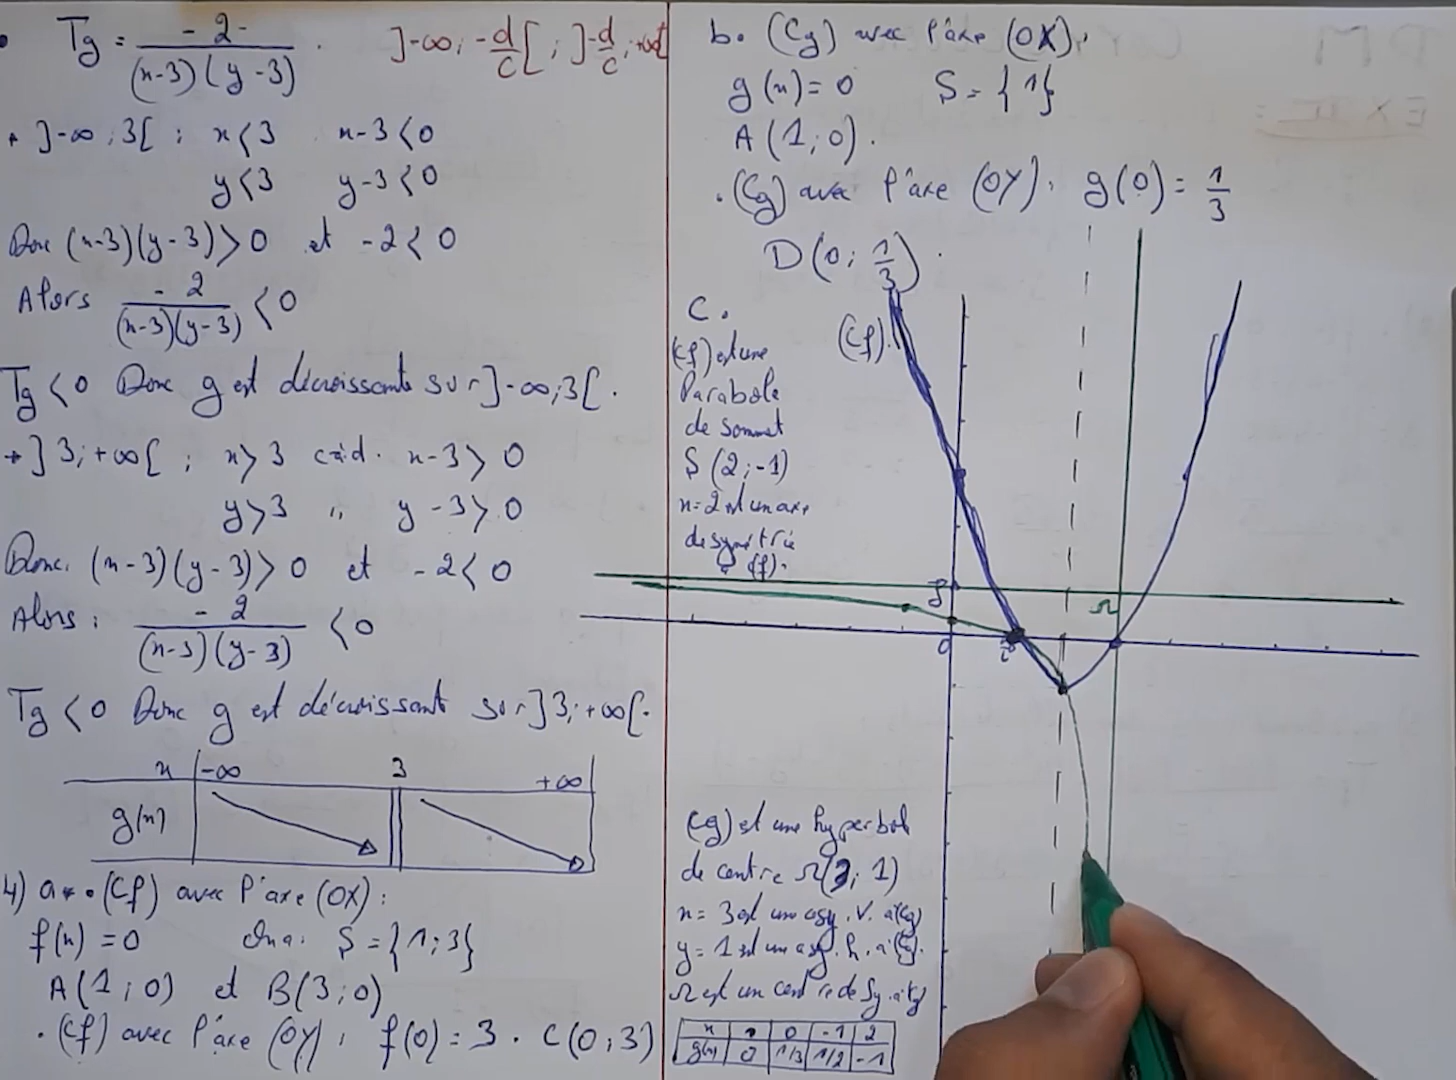 • Tg = -2 / (x-3)(y-3) . ]-∞; -d/c[ ; ]-d/c; +∞[
* ]-∞; 3[ ; x<3 x-3<0
y<3 y-3<0
Donc (x-3)(y-3)>0 et -2<0
Alors -2 / (x-3)(y-3) <0
Tg<0 Donc g est décroissante sur ]-∞;3[.
→ ]3;+∞[ ; x>3 càd. x-3>0
y>3 " y-3>0
Donc. (x-3)(y-3)>0 et -2<0
Alors: -2 / (x-3)(y-3) <0
Tg<0 Donc g est décroissante sur ]3;+∞[.
x -∞ 3 +∞
g(x)
4) a. • (Cf) avec l'axe (OX):
f(x)=0 On a: S={1;3}
A(1;0) et B(3;0)
• (Cf) avec l'axe (OY); f(0)=3. C(0;3)
b. (Cg) avec l'axe (OX);
g(x)=0 S={1}
A(1;0).
• (Cg) avec l'axe (OY); g(0)=1/3
D(0; 1/3).
C.
(Cf) est une
Parabole
de sommet
S(2;-1)
x=2 est un axe
de symétrie
à (f).
(Cf).
Ω
0
(Cg) est une hyperbol
de centre Ω(3; 1)
x=3 est une asy. V. à (Cg)
y=1 est un asy. h. à (Cg).
Ω est un centre de Sy. à Cg
x 0 -1 2
g(x) 0 1/3 1/2 -1